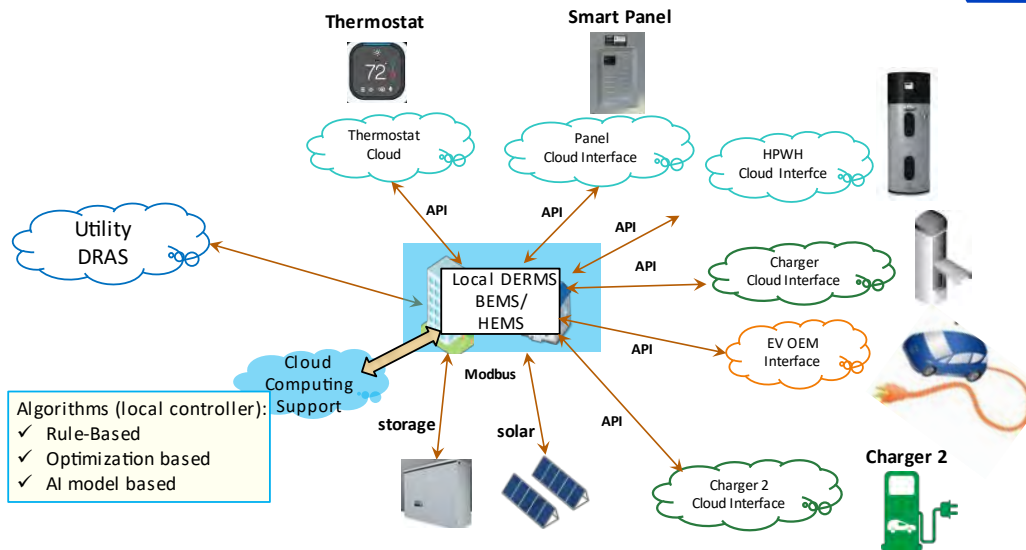 Thermostat
Smart Panel
72
Thermostat
Cloud
Panel
Cloud Interface
HPWH
Cloud Interfce
Utility
DRAS
API
API
API
API
Charger
Cloud Interface
Local DERMS
BEMS/
HEMS
EV OEM
Interface
API
Cloud
Computing
Support
Modbus
Algorithms (local controller):
✓ Rule-Based
✓ Optimization based
✓ AI model based
storage
solar
API
Charger 2
Charger 2
Cloud Interface